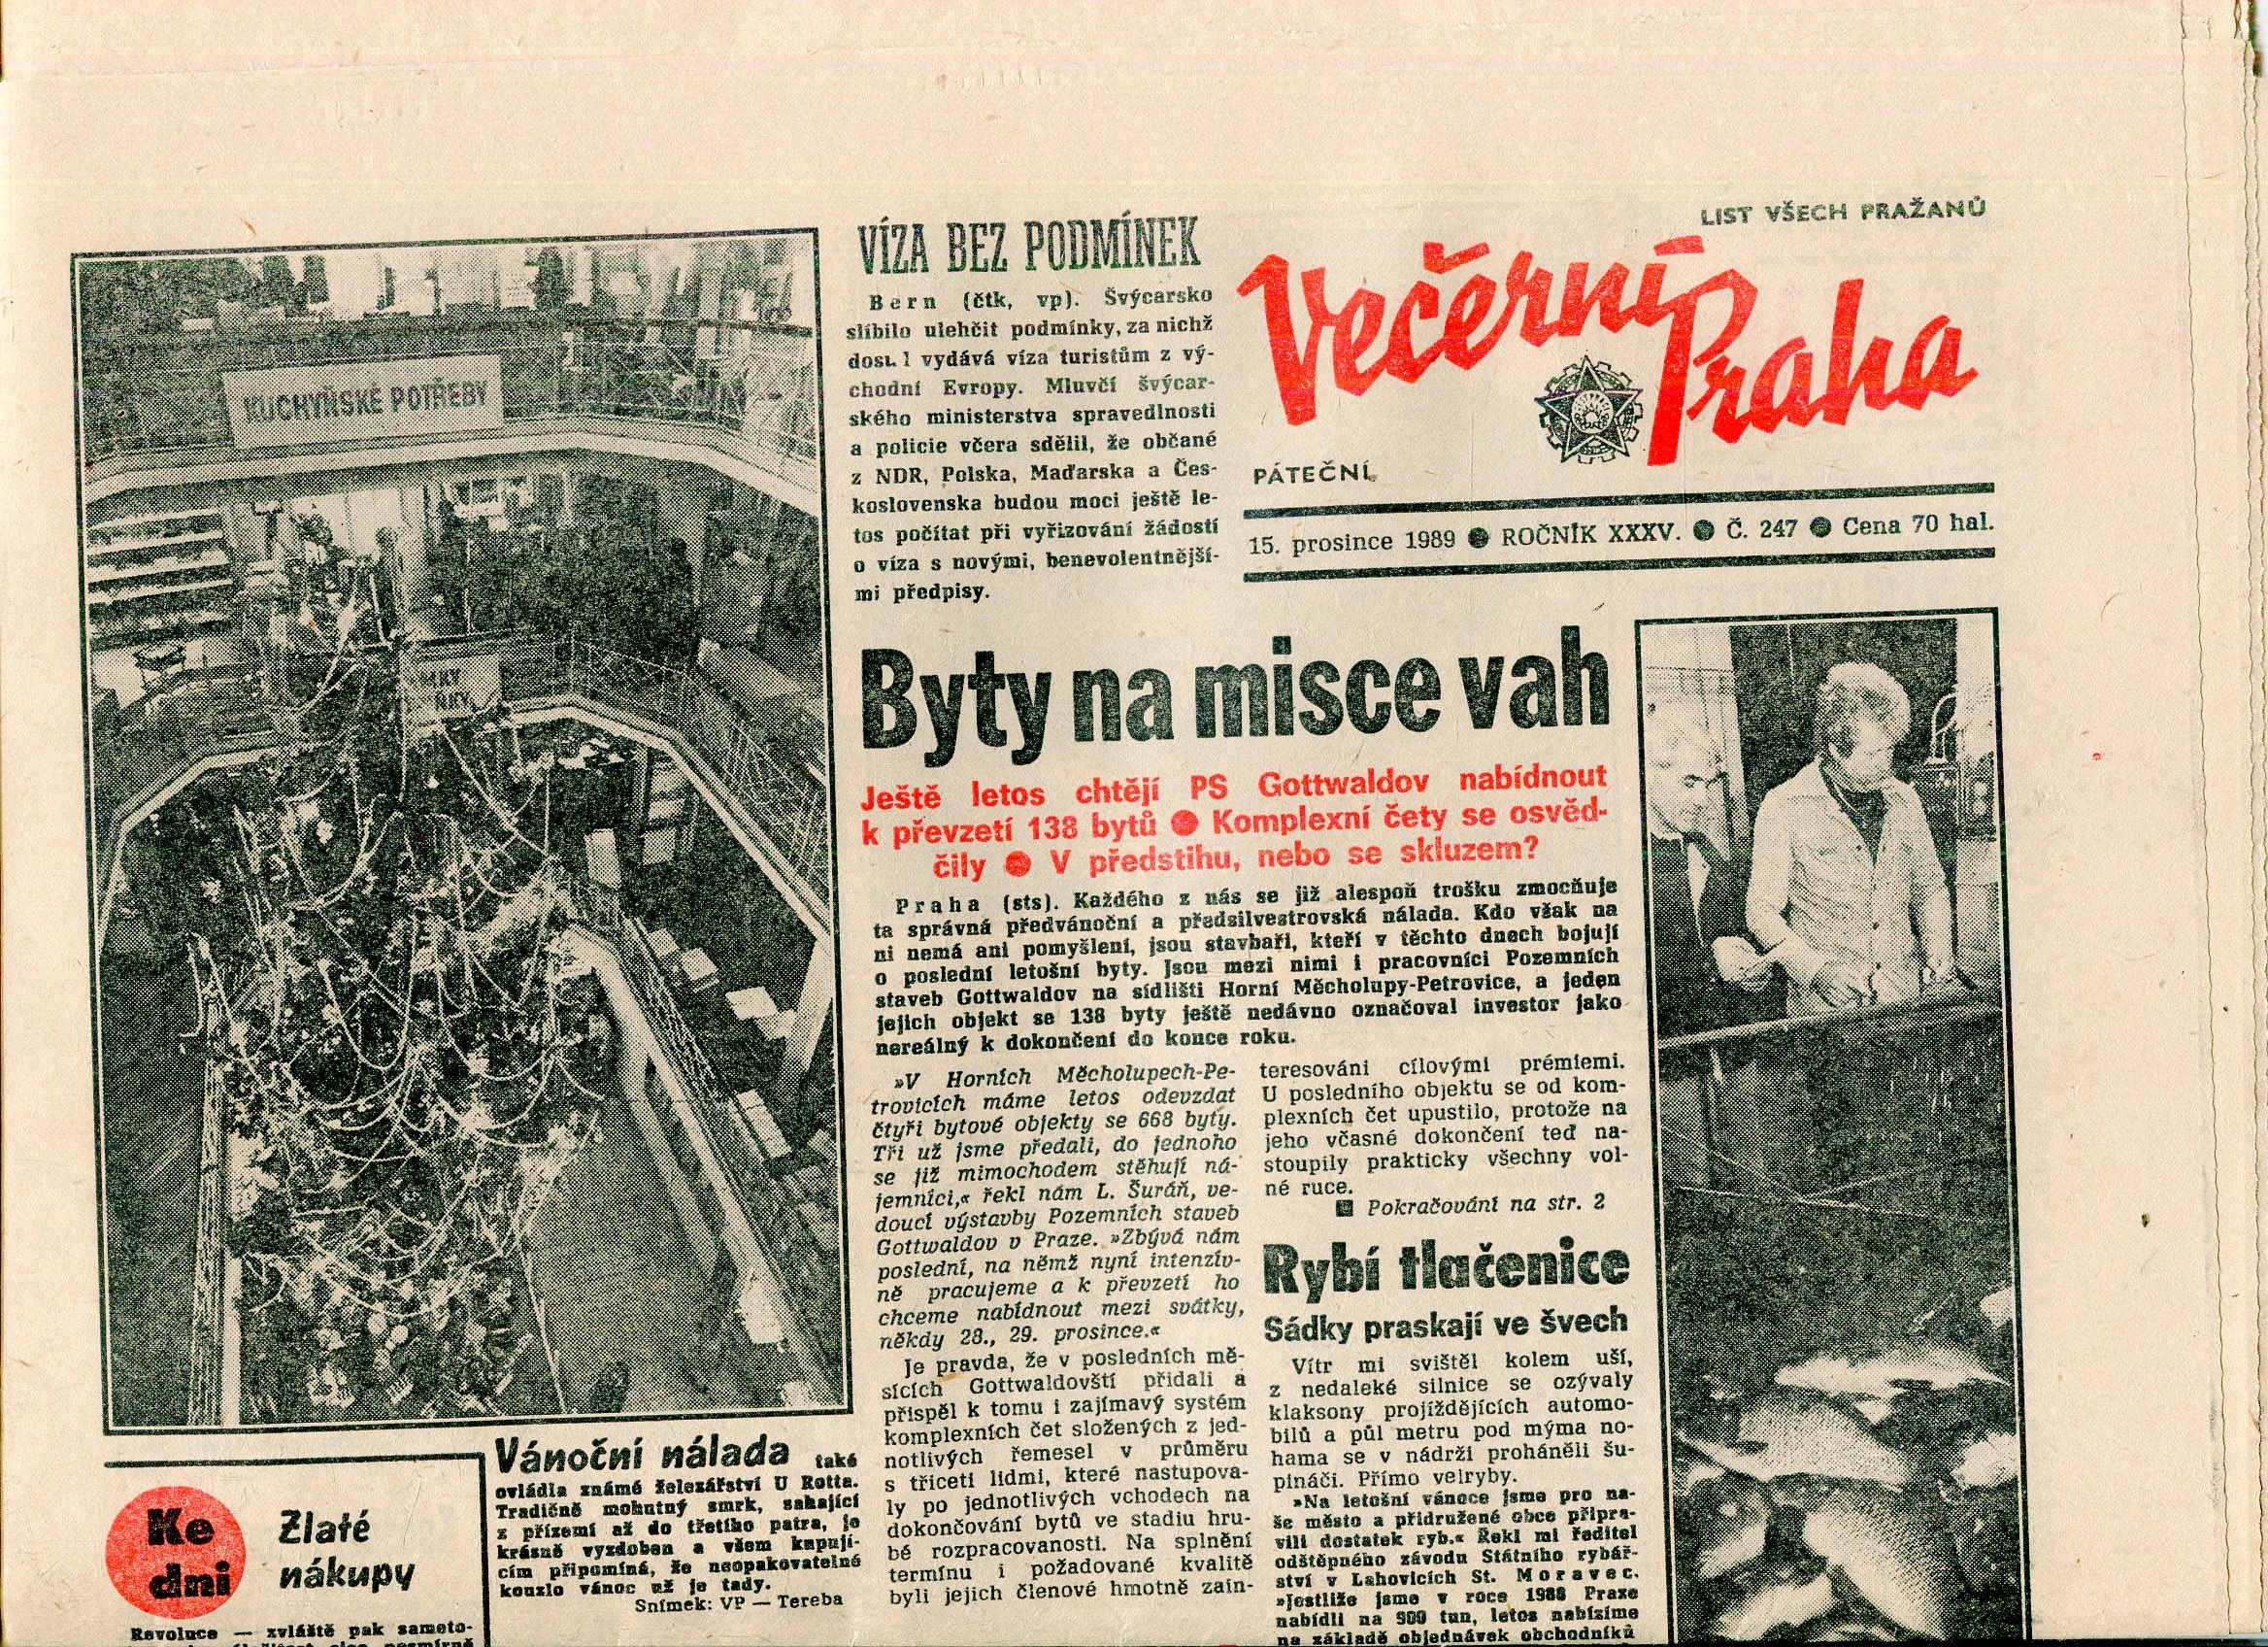 LIST VŠECH PRAŽANŮ
Večerní
Praha
PÁTEČNÍ
15. prosince 1989 ● ROČNÍK XXXV. ● Č. 247 ● Cena 70 hal.
KUCHYŇSKÉ POTŘEBY
VÍZA BEZ PODMÍNEK
Bern (čtk, vp). Švýcarsko
slíbilo ulehčit podmínky, za nichž
vydává víza turistům z vý-
chodní Evropy. Mluvčí švýcar-
ského ministerstva spravedlnosti
a policie včera sdělil, že občané
z NDR, Polska, Maďarska a Čes-
koslovenska budou moci ještě le-
tos počítat při vyřizování žádostí
o víza s novými, benevolentnější-
mi předpisy.
Byty na misce vah
Ještě letos chtějí PS Gottwaldov nabídnout
k převzetí 138 bytů ● Komplexní čety se osvěd-
čily ● V předstihu, nebo se skluzem?
Praha (sts). Každého z nás se již alespoň trošku zmocňuje
ta správná předvánoční a předsilvestrovská nálada. Kdo však na
ni nemá ani pomyšlení, jsou stavbaři, kteří v těchto dnech bojují
o poslední letošní byty. Jsou mezi nimi i pracovníci Pozemních
staveb Gottwaldov na sídlišti Horní Měcholupy-Petrovice, a jeden
jejich objekt se 138 byty ještě nedávno označoval investor jako
nereálný k dokončení do konce roku.
»V Horních Měcholupech-Pe-
trovicích máme letos odevzdat
čtyři bytové objekty se 668 byty.
Tři už jsme předali, do jednoho
se již mimochodem stěhují ná-
jemníci,« řekl nám L. Šuráň, ve-
doucí výstavby Pozemních staveb
Gottwaldov v Praze. »Zbývá nám
poslední, na němž nyní intenzív-
ně pracujeme a k převzetí ho
chceme nabídnout mezi svátky,
někdy 28., 29. prosince.«
Je pravda, že v posledních mě-
sících Gottwaldovští přidali a
přispěl k tomu i zajímavý systém
komplexních čet složených z jed-
notlivých řemesel v průměru
s třiceti lidmi, které nastupova-
ly po jednotlivých vchodech na
dokončování bytů ve stadiu hru-
bé rozpracovanosti. Na splnění
termínu i požadované kvalitě
byli jejich členové hmotně zain-
teresováni cílovými prémiemi.
U posledního objektu se od kom-
plexních čet upustilo, protože na
jeho včasné dokončení teď na-
stoupily prakticky všechny vol-
né ruce.
■ Pokračování na str. 2
Rybí tlačenice
Sádky praskají ve švech
Vítr mi svištěl kolem uší,
z nedaleké silnice se ozývaly
klaksony projíždějících automo-
bilů a půl metru pod mýma no-
hama se v nádrži proháněli šu-
pináči. Přímo velryby.
»Na letošní vánoce jsme pro na-
še město a přidružené obce připra-
vili dostatek ryb.« Řekl mi ředitel
odštěpného závodu Státního rybář-
ství v Lahovicích St. Moravec.
»Jestliže jsme v roce 1988 Praze
nabídli na 909 tun, letos nabízíme
na základě objednávek obchodníků
Vánoční nálada také
ovládla známé železářství U Rotta.
Tradičně mohutný smrk, sahající
z přízemí až do třetího patra, je
krásně vyzdoben a všem kupují-
cím připomíná, že neopakovatelné
kouzlo vánoc už je tady.
Snímek: VP — Tereba
Ke
dni
Zlaté
nákupy
Revoluce — zvláště pak sameto-